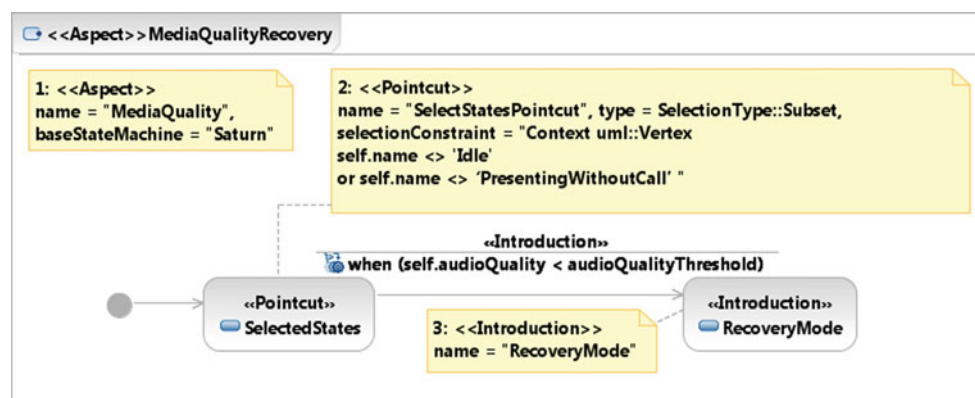 <<Aspect>>MediaQualityRecovery
1: <<Aspect>>
name = "MediaQuality",
baseStateMachine = "Saturn"
2: <<Pointcut>>
name = "SelectStatesPointcut", type = SelectionType::Subset,
selectionConstraint = "Context uml::Vertex
self.name <> 'Idle'
or self.name <> ‘PresentingWithoutCall’ "
«Introduction»
when (self.audioQuality < audioQualityThreshold)
«Pointcut»
SelectedStates
«Introduction»
RecoveryMode
3: <<Introduction>>
name = "RecoveryMode"